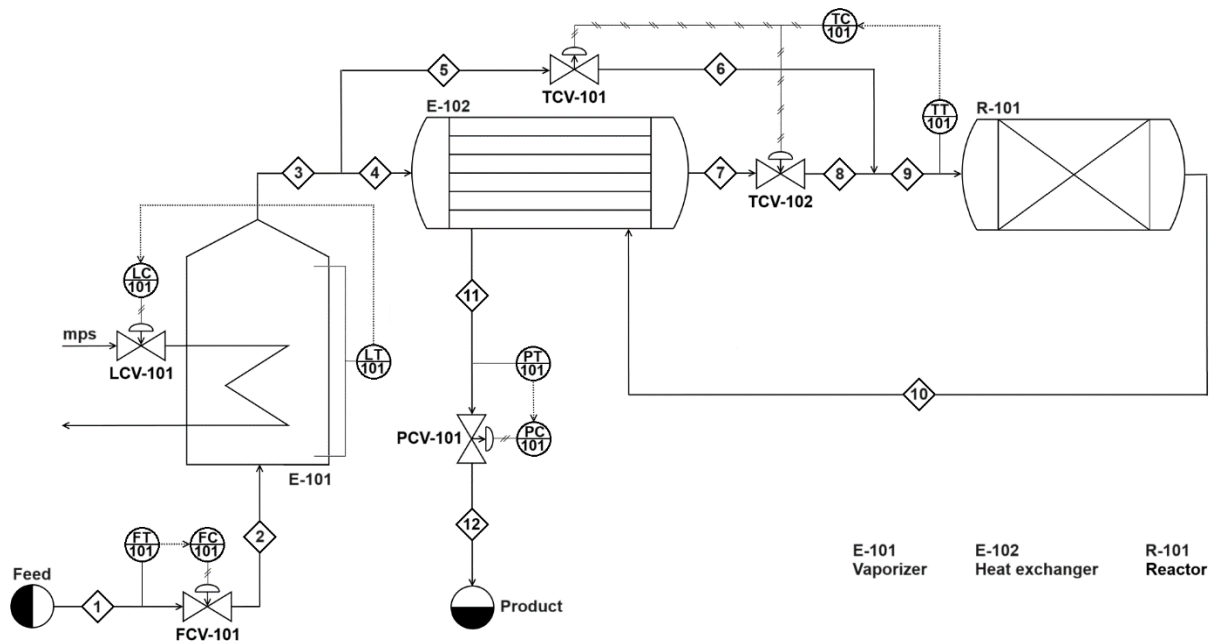 TC
101
5
6
TCV-101
E-102
TT
101
R-101
3
4
7
8
9
TCV-102
LC
101
11
mps
LCV-101
LT
101
PT
101
10
PCV-101
PC
101
E-101
2
12
FT
101
FC
101
E-101
Vaporizer
E-102
Heat exchanger
R-101
Reactor
Feed
1
Product
FCV-101